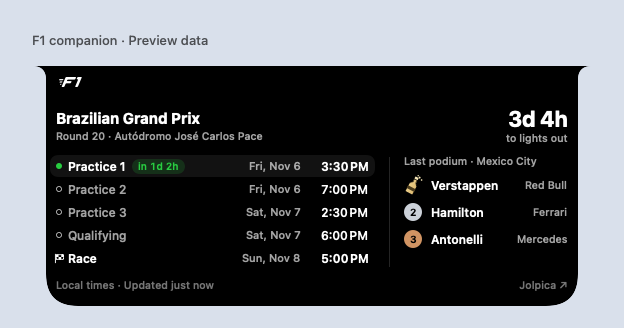 F1 companion · Preview data
F1
Brazilian Grand Prix
Round 20 · Autódromo José Carlos Pace
3d 4h
to lights out
Practice 1 in 1d 2h Fri, Nov 6 3:30 PM
Practice 2 Fri, Nov 6 7:00 PM
Practice 3 Sat, Nov 7 2:30 PM
Qualifying Sat, Nov 7 6:00 PM
Race Sun, Nov 8 5:00 PM
Last podium · Mexico City
Verstappen Red Bull
2 Hamilton Ferrari
3 Antonelli Mercedes
Local times · Updated just now
Jolpica ↗